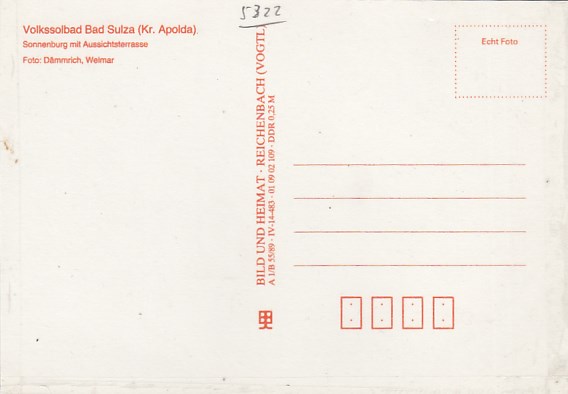 5322
Volkssolbad Bad Sulza (Kr. Apolda)
Sonnenburg mit Aussichtsterrasse
Foto: Dämmrich, Weimar
Echt Foto
BILD UND HEIMAT · REICHENBACH (VOGTL)
A 1/B 55/89 · IV-14-483 · 01 09 02 109 · DDR 0,25 M